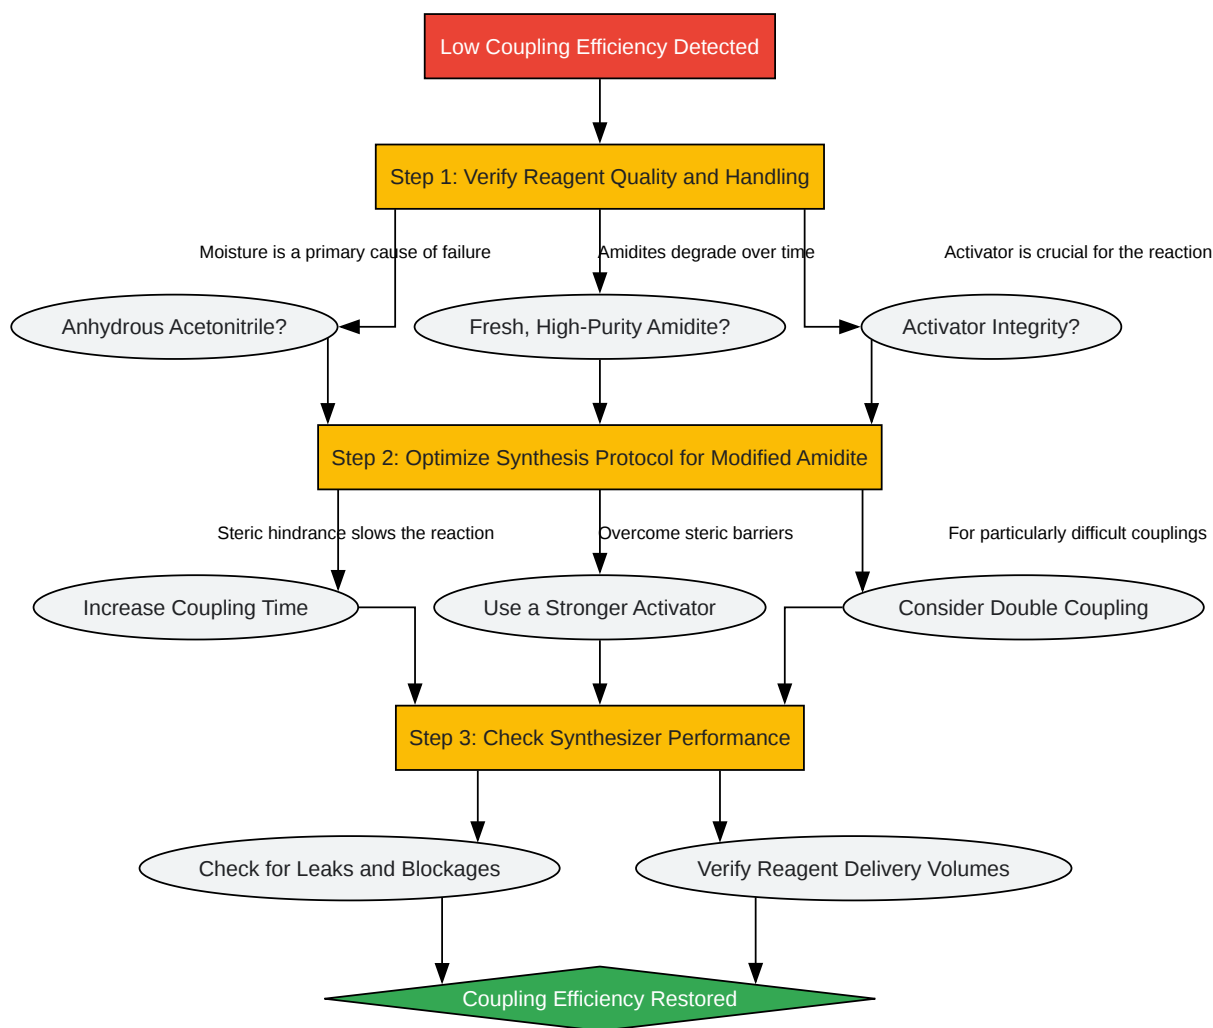 Low Coupling Efficiency Detected
Step 1: Verify Reagent Quality and Handling
Moisture is a primary cause of failure
Amidites degrade over time
Activator is crucial for the reaction
Anhydrous Acetonitrile?
Fresh, High-Purity Amidite?
Activator Integrity?
Step 2: Optimize Synthesis Protocol for Modified Amidite
Steric hindrance slows the reaction
Overcome steric barriers
For particularly difficult couplings
Increase Coupling Time
Use a Stronger Activator
Consider Double Coupling
Step 3: Check Synthesizer Performance
Check for Leaks and Blockages
Verify Reagent Delivery Volumes
Coupling Efficiency Restored